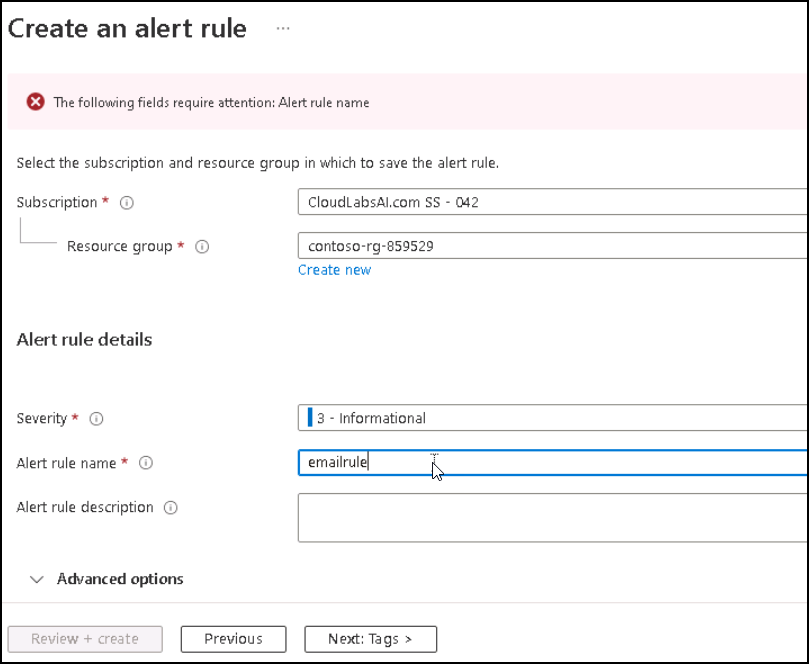 Create an alert rule ...
The following fields require attention: Alert rule name
Select the subscription and resource group in which to save the alert rule.
Subscription * CloudLabsAI.com SS - 042
Resource group * contoso-rg-859529
Create new
Alert rule details
Severity * 3 - Informational
Alert rule name * emailrule
Alert rule description
Advanced options
Review + create Previous Next: Tags >